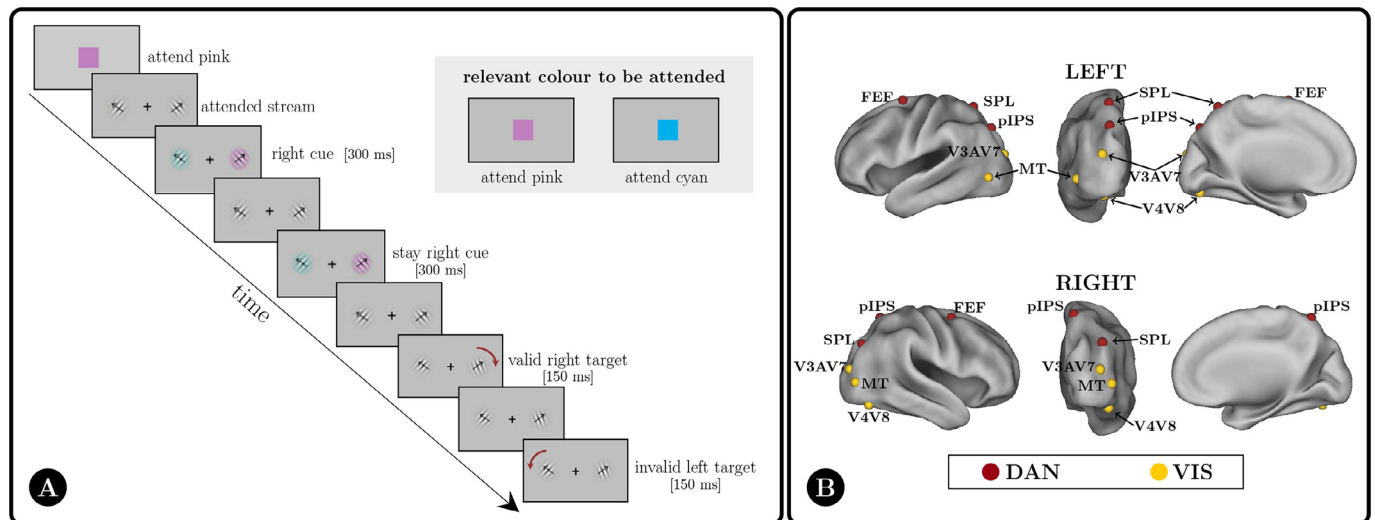 attend pink
attended stream
right cue [300 ms]
stay right cue
[300 ms]
valid right target
[150 ms]
invalid left target
[150 ms]
time
relevant colour to be attended
attend pink
attend cyan
A
LEFT
FEF
SPL
pIPS
V3AV7
MT
SPL
pIPS
V3AV7
V4V8
FEF
RIGHT
pIPS
FEF
SPL
V3AV7
MT
V4V8
pIPS
SPL
V3AV7
MT
V4V8
pIPS
DAN
VIS
B